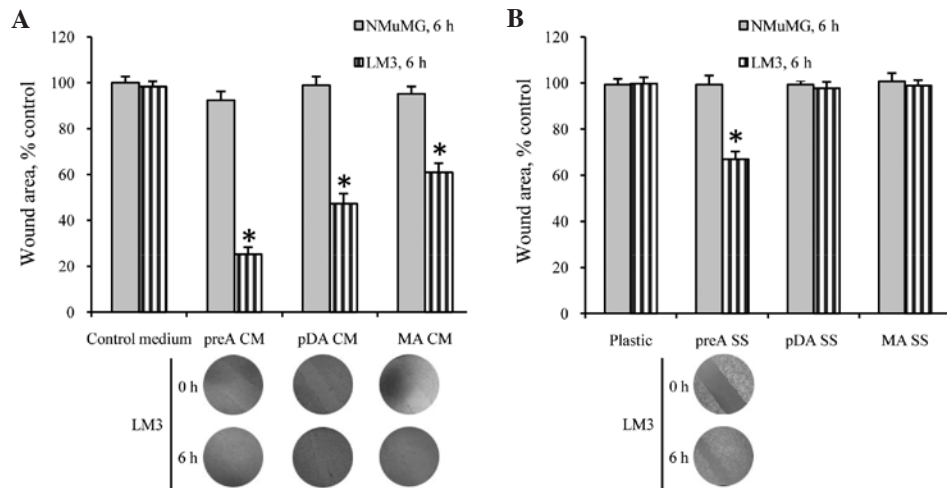 A
NMuMG, 6 h
LM3, 6 h
Wound area, % control
120
100
80
60
40
20
0
* * *
Control medium preA CM pDA CM MA CM
LM3
0 h
6 h
B
NMuMG, 6 h
LM3, 6 h
Wound area, % control
120
100
80
60
40
20
0
*
Plastic preA SS pDA SS MA SS
LM3
0 h
6 h